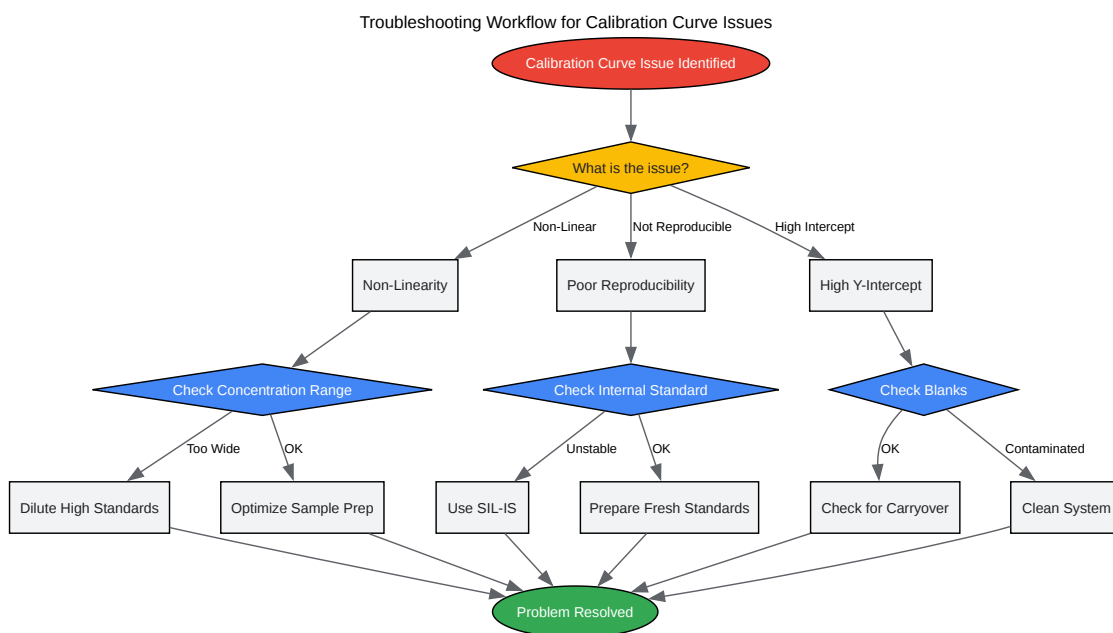 Troubleshooting Workflow for Calibration Curve Issues
Calibration Curve Issue Identified
What is the issue?
Non-Linear
Not Reproducible
High Intercept
Non-Linearity
Poor Reproducibility
High Y-Intercept
Check Concentration Range
Check Internal Standard
Check Blanks
Too Wide
OK
Unstable
OK
OK
Contaminated
Dilute High Standards
Optimize Sample Prep
Use SIL-IS
Prepare Fresh Standards
Check for Carryover
Clean System
Problem Resolved